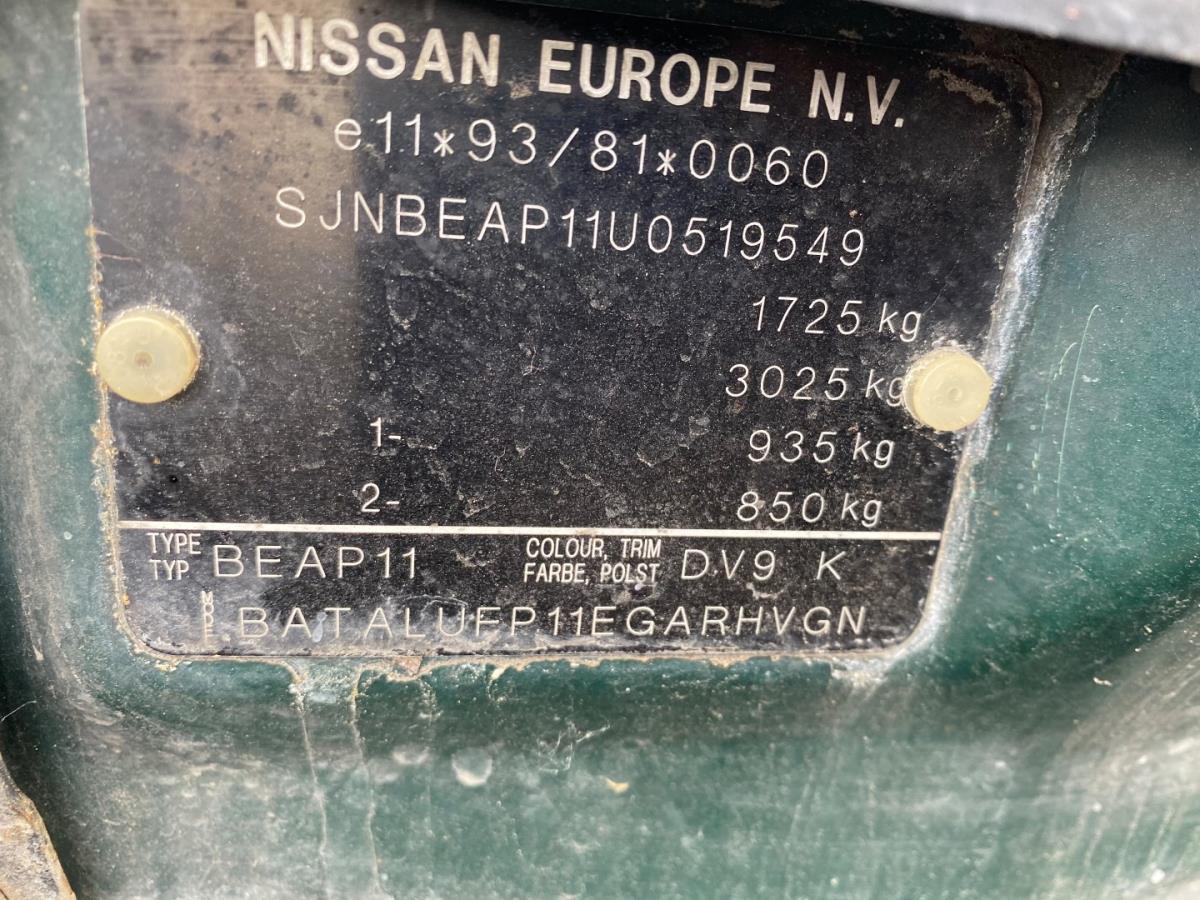 NISSAN EUROPE N.V.
e11*93/81*0060
SJNBEAP11U0519549
1725 kg
3025 kg
1- 935 kg
2- 850 kg
TYPE
TYP BEAP11 COLOUR, TRIM
FARBE, POLST DV9 K
MODEL BATALUFP11EGARHVGN